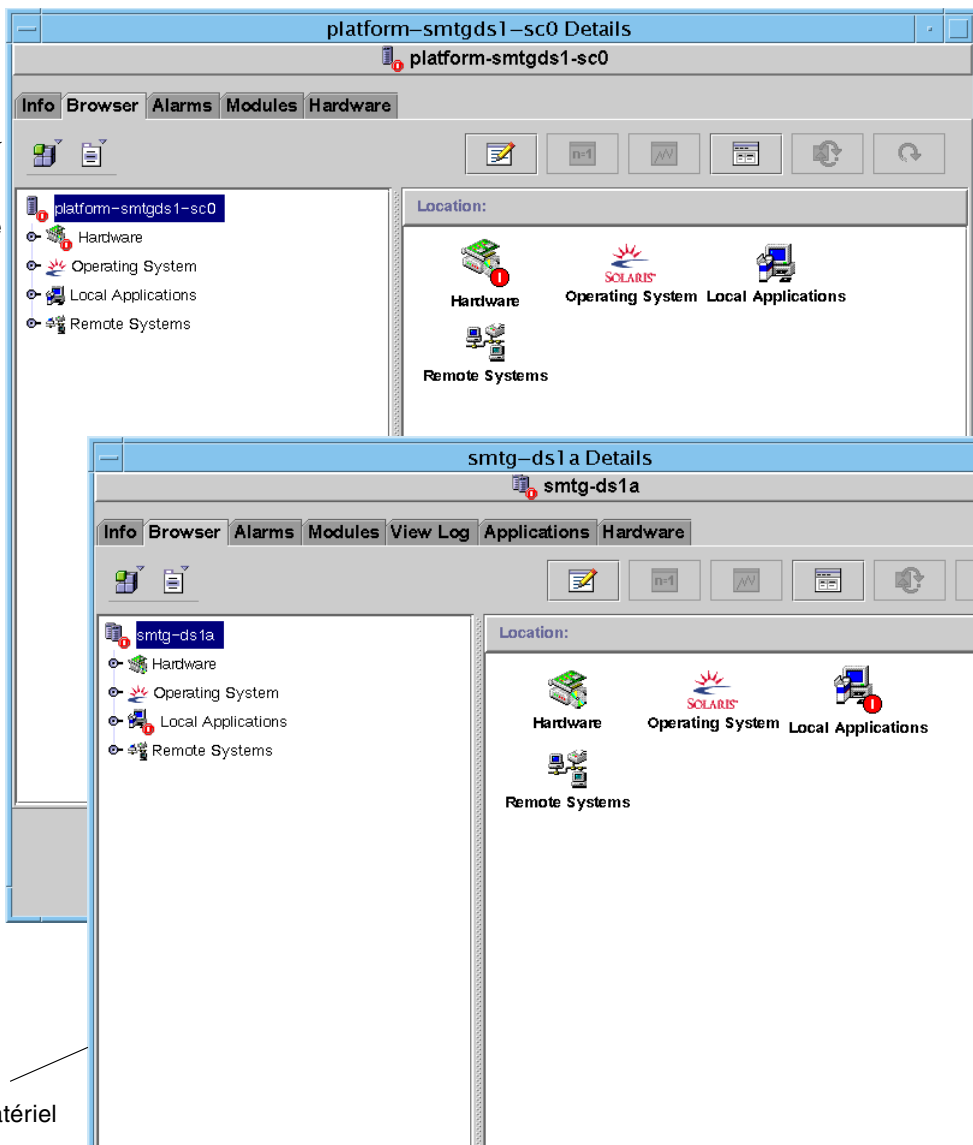 platform-smtgds1-sc0 Details
platform-smtgds1-sc0
Info Browser Alarms Modules Hardware
n=1
platform-smtgds1-sc0
Hardware
Operating System
Local Applications
Remote Systems
Location:
Hardware
SOLARIS
Operating System
Local Applications
Remote Systems
smtg-ds1a Details
smtg-ds1a
Info Browser Alarms Modules View Log Applications Hardware
n=1
smtg-ds1a
Hardware
Operating System
Local Applications
Remote Systems
Location:
Hardware
SOLARIS
Operating System
Local Applications
Remote Systems
atériel